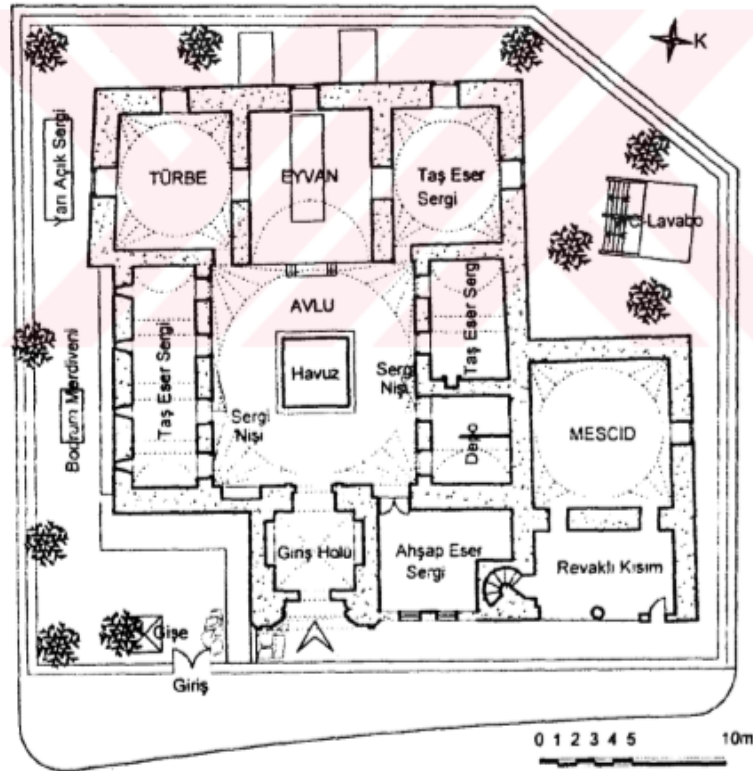 K
Yarı Açık Sergi
TÜRBE
EYVAN
Taş Eser
Sergi
WC-Lavabo
AVLU
Havuz
Taş Eser Sergi
Taş Eser Sergi
Sergi
Nişi
Sergi
Nişi
Bodrum Merdiveni
Depo
MESCID
Giriş Holü
Ahşap Eser
Sergi
Revaklı Kısım
Gişe
Giriş
0 1 2 3 4 5 10m